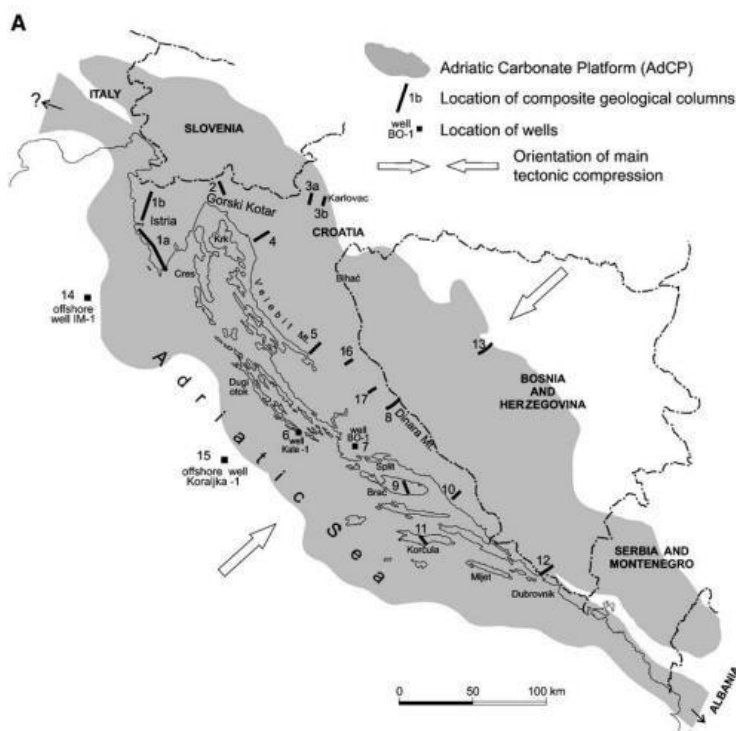 A
Adriatic Carbonate Platform (AdCP)
1b Location of composite geological columns
well
BO-1
Location of wells
Orientation of main
tectonic compression
ITALY
?
SLOVENIA
1b
Istria
1a
2
Gorski Kotar
3a
3b
Karlovac
CROATIA
4
Krk
Cres
Bihać
14
offshore
well IM-1
Velebit Mt.
5
16
13
BOSNIA
AND
HERZEGOVINA
Dugi
otok
17
8
Dinara Mt.
6
well
Kate -1
well
BO-1
7
15
offshore well
Koraljka -1
Adriatic Sea
Split
Brač
9
10
11
Korčula
Mljet
12
Dubrovnik
SERBIA AND
MONTENEGRO
ALBANIA
0 50 100 km